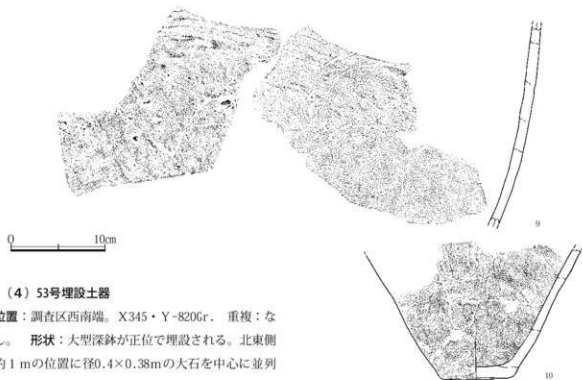 9
0 10cm
（4）53号埋設土器
位置：調査区西南端。X345・Y-820Gr. 重複：な
し。 形状：大型深鉢が正位で埋設される。北東側
約1mの位置に径0.4×0.38mの大石を中心に並列
10